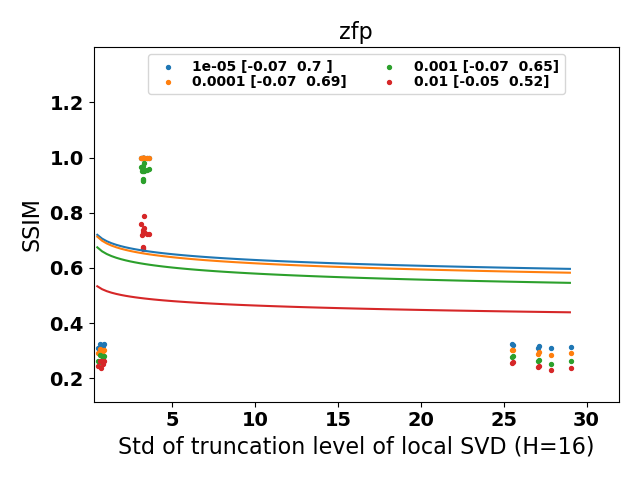 zfp
1e-05 [-0.07 0.7 ]
0.0001 [-0.07 0.69]
0.001 [-0.07 0.65]
0.01 [-0.05 0.52]
SSIM
1.2
1.0
0.8
0.6
0.4
0.2
5 10 15 20 25 30
Std of truncation level of local SVD (H=16)